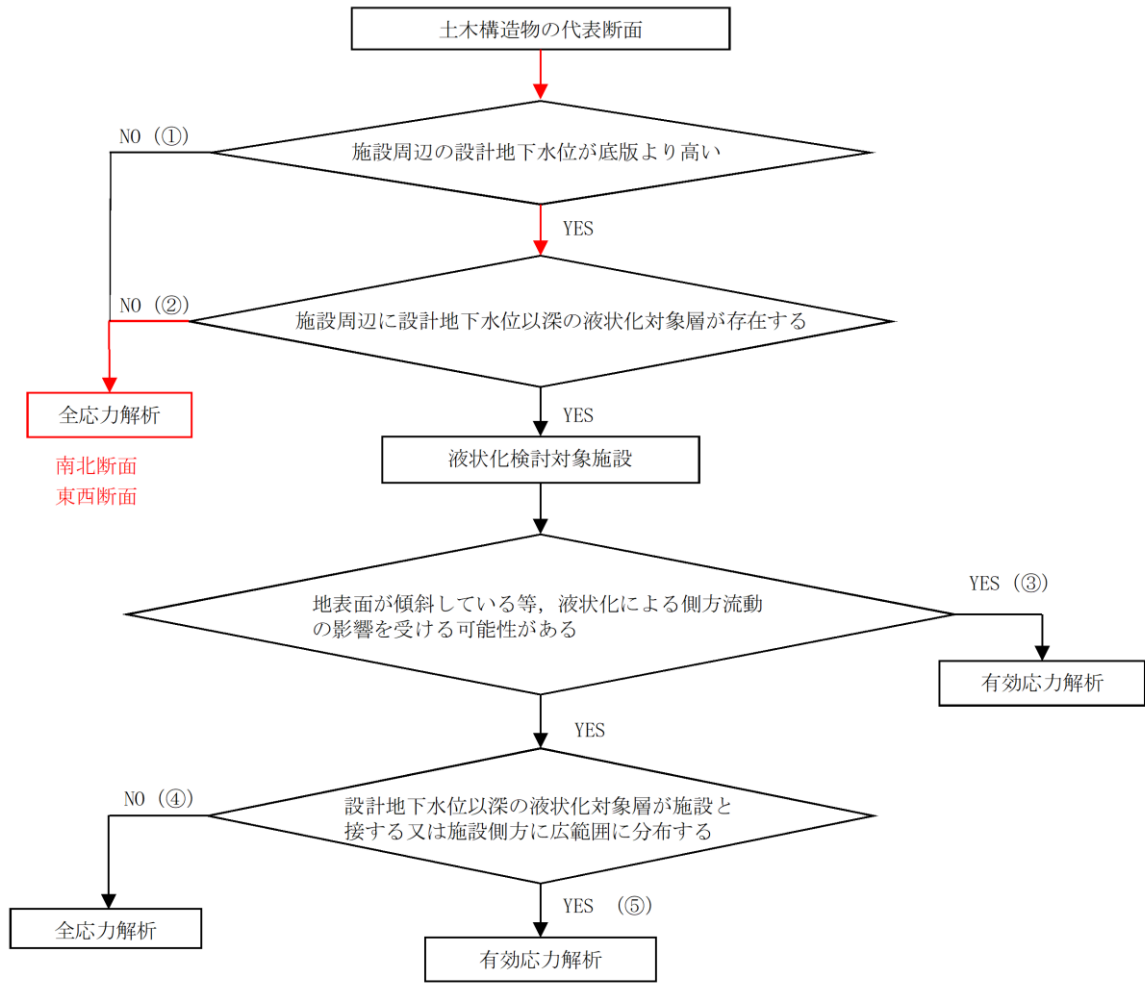 土木構造物の代表断面
NO (①)
施設周辺の設計地下水位が底版より高い
YES
NO (②)
施設周辺に設計地下水位以深の液状化対象層が存在する
全応力解析
YES
南北断面
東西断面
液状化検討対象施設
地表面が傾斜している等，液状化による側方流動
の影響を受ける可能性がある
YES (③)
有効応力解析
YES
NO (④)
設計地下水位以深の液状化対象層が施設と
接する又は施設側方に広範囲に分布する
全応力解析
YES (⑤)
有効応力解析